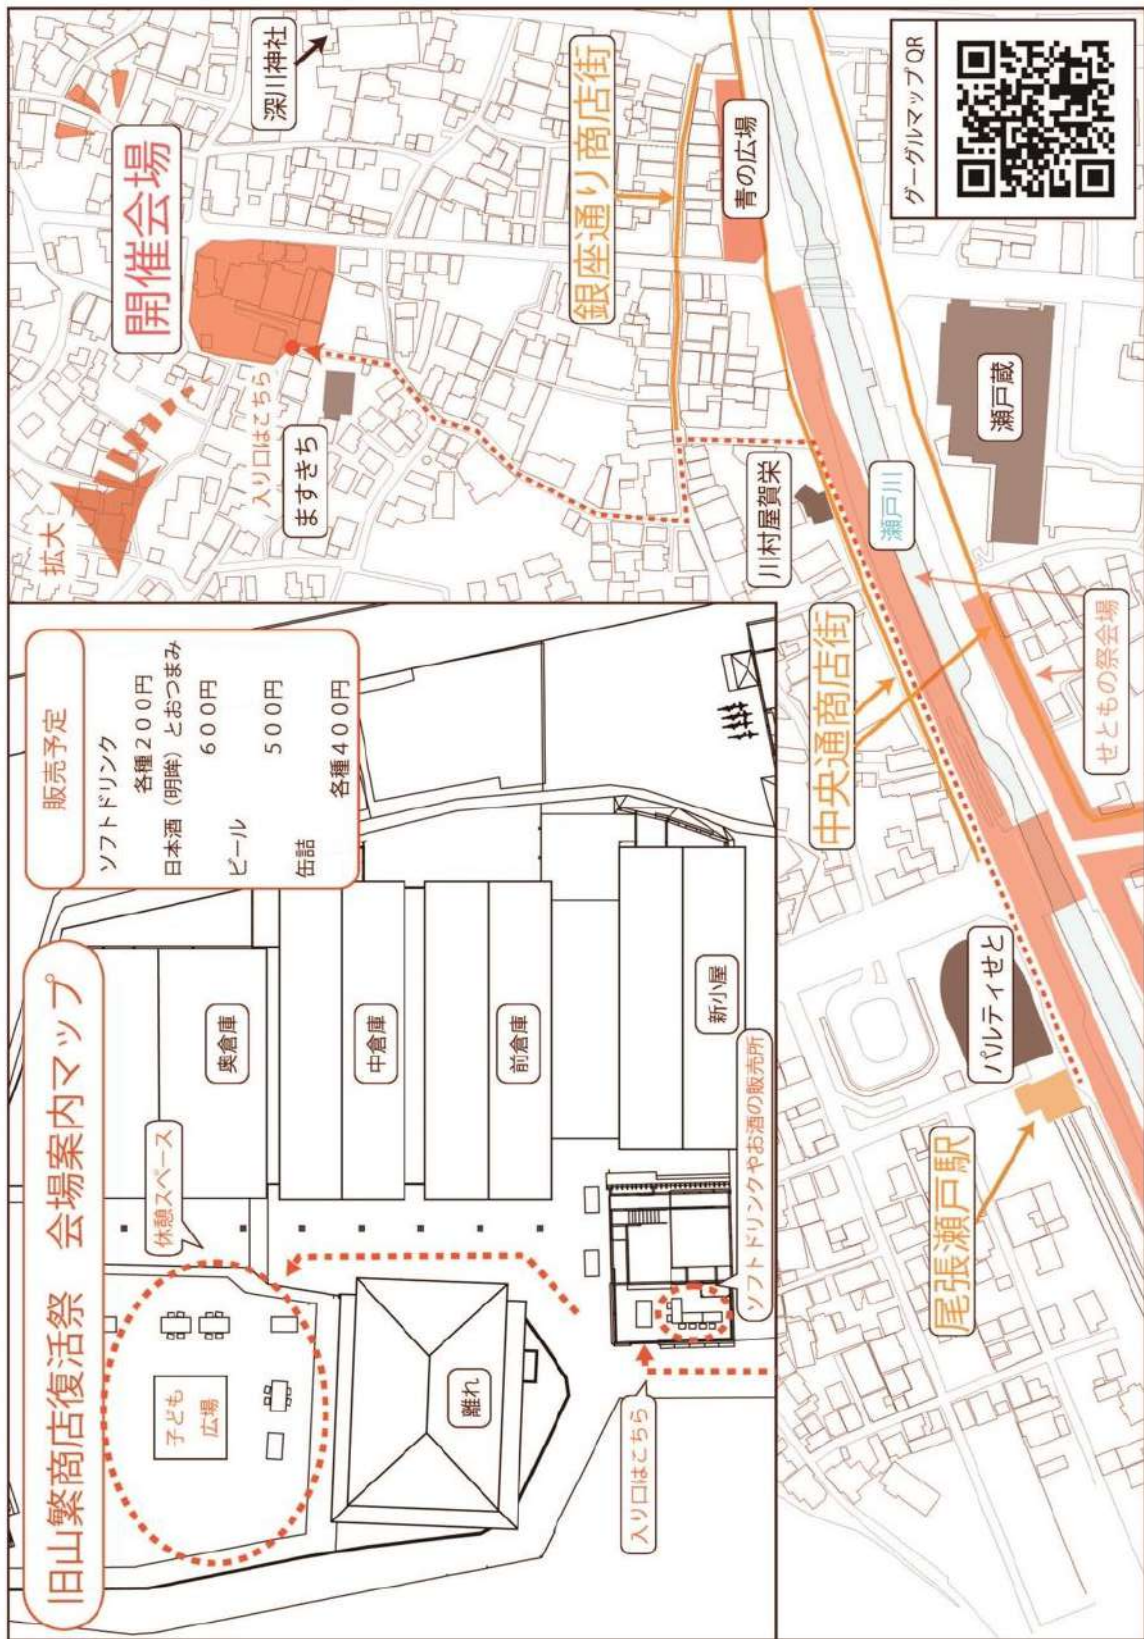 旧山繁商店復活祭 会場案内マップ
販売予定
ソフトドリンク
各種200円
日本酒(明眸)とおつまみ
600円
ビール
500円
缶詰
各種400円
休憩スペース
子ども
広場
奥倉庫
中倉庫
前倉庫
新小屋
離れ
入り口はこちら
ソフトドリンクやお酒の販売所
拡大
開催会場
入り口はこちら
ますきち
深川神社
銀座通り商店街
青の広場
川村屋賀栄
中央通商店街
瀬戸川
瀬戸蔵
せともの祭会場
パルティせと
尾張瀬戸駅
グーグルマップQR